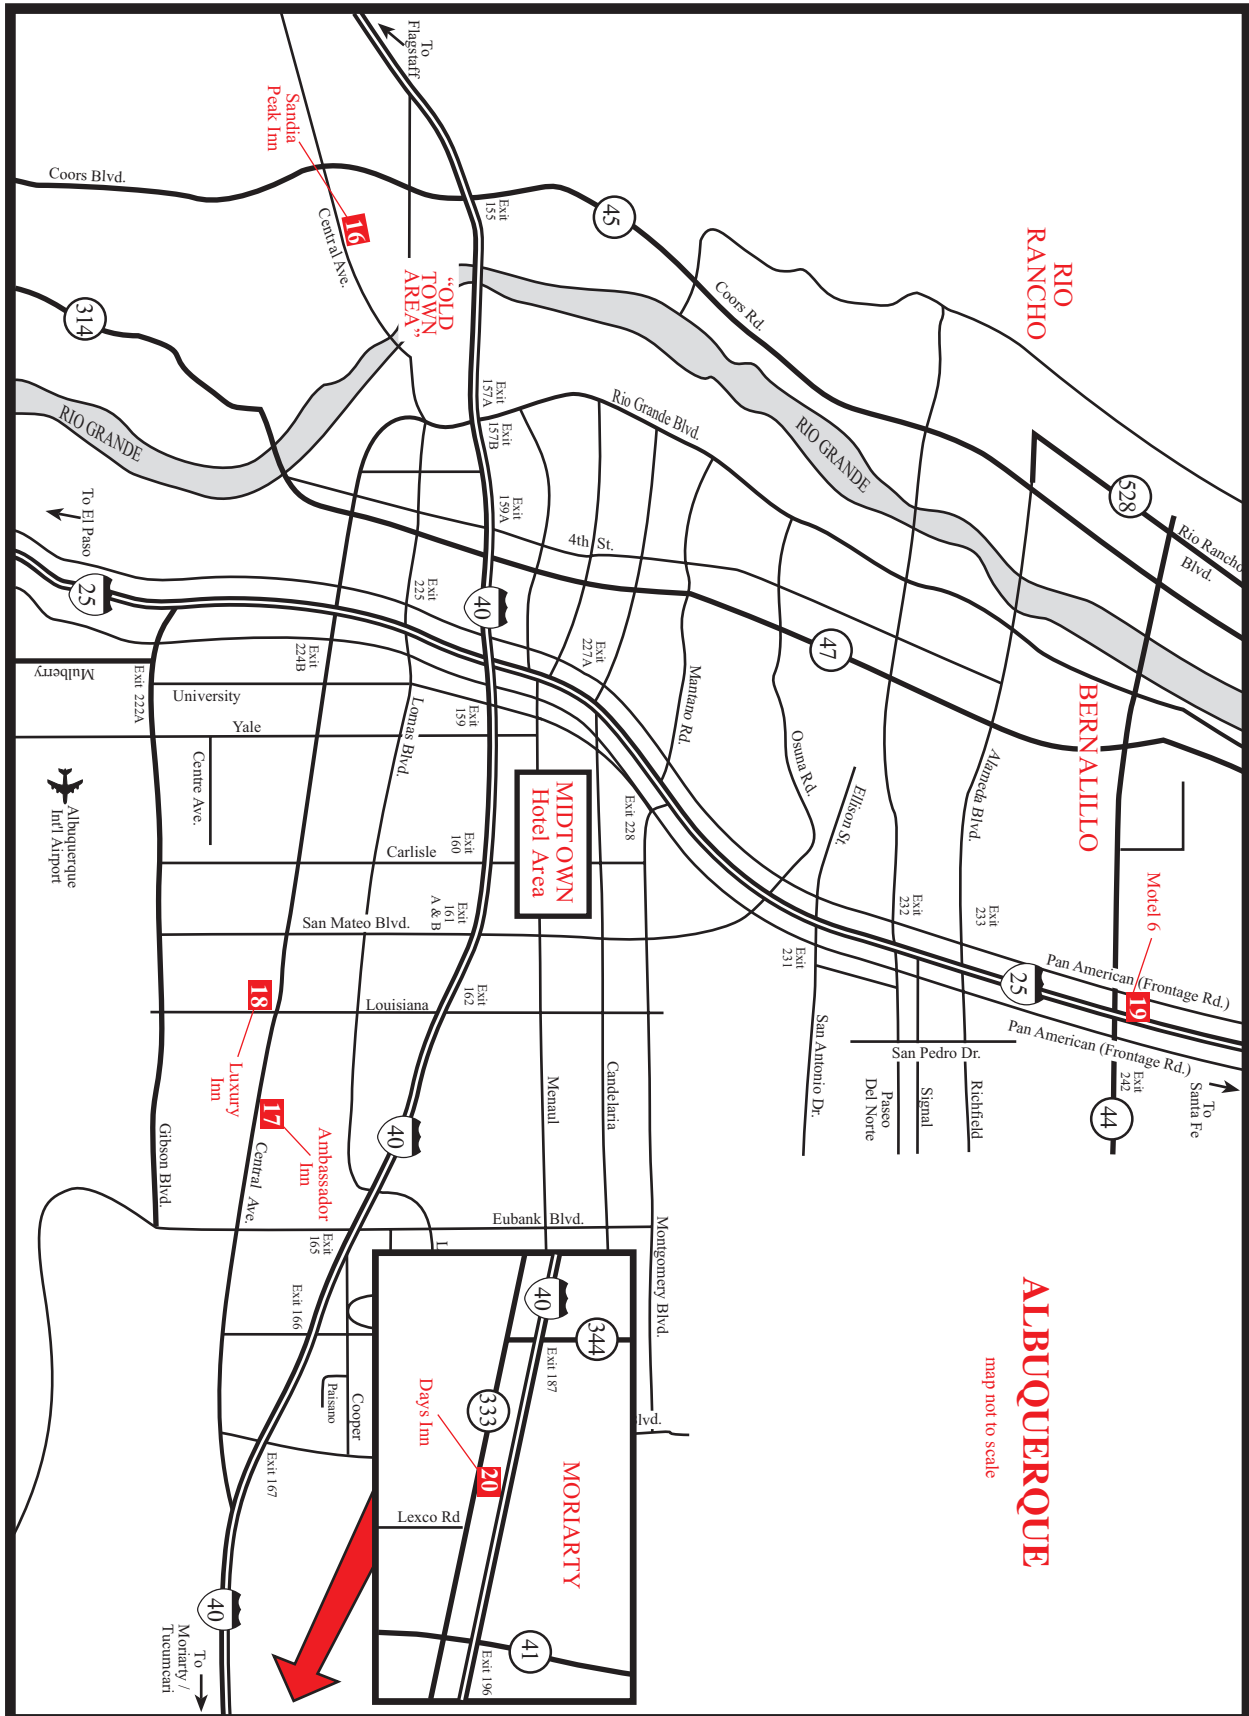 ALBUQUERQUE
map not to scale
RIO
RANCHO
BERNALILLO
528
Rio Rancho
Blvd.
45
Coors Rd.
Coors Blvd.
RIO GRANDE
RIO GRANDE
Rio Grande Blvd.
4th St.
47
314
Mantano Rd.
Osuna Rd.
Ellison St.
Alameda Blvd.
Motel 6
19
Pan American (Frontage Rd.)
Pan American (Frontage Rd.)
25
Exit
242
44
To
Santa Fe
Exit
233
Exit
232
Exit
231
San Pedro Dr.
Richfield
Signal
Paseo
Del Norte
San Antonio Dr.
To
Flagstaff
Sandia
Peak Inn
16
Central Ave.
"OLD
TOWN
AREA"
Exit
155
Exit
157A
Exit
157B
Exit
159A
40
Exit
227A
Exit
225
Exit
224B
Exit 222A
To El Paso
25
Mulberry
University
Yale
Centre Ave.
Lomas Blvd.
Exit
159
MIDTOWN
Hotel Area
Exit 228
Exit
160
Carlisle
Albuquerque
Int'l Airport
San Mateo Blvd.
Exit
161
A & B
Exit
162
Louisiana
18
Luxury
Inn
17
Ambassador
Inn
Central Ave.
Gibson Blvd.
40
Menaul
Candelaria
Montgomery Blvd.
Eubank Blvd.
Exit
165
Exit 166
Exit 167
Paisano
Cooper
L
lvd.
40
344
Exit 187
333
Days Inn
20
MORIARTY
Lexco Rd
41
Exit 196
40
To
Moriarty /
Tucumcari